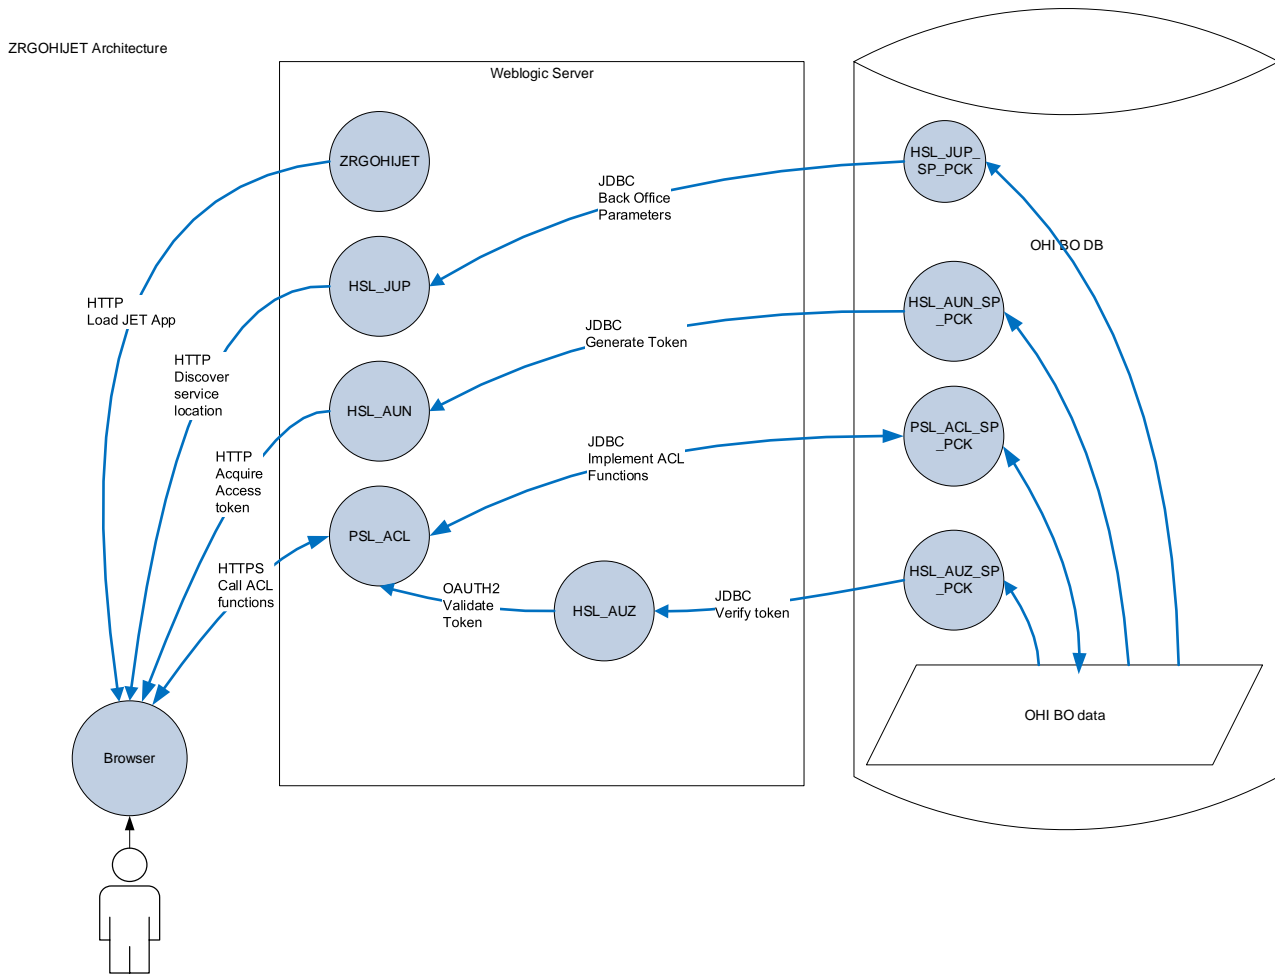 ZRGOHIJET Architecture
Weblogic Server
ZRGOHIJET
HSL_JUP_
SP_PCK
JDBC
Back Office
Parameters
OHI BO DB
HSL_JUP
HTTP
Load JET App
HSL_AUN_SP
_PCK
JDBC
Generate Token
HTTP
Discover
service
location
HSL_AUN
PSL_ACL_SP
_PCK
JDBC
Implement ACL
Functions
HTTP
Acquire
Access
token
PSL_ACL
HTTPS
Call ACL
functions
OAUTH2
Validate
Token
HSL_AUZ
JDBC
Verify token
HSL_AUZ_SP
_PCK
OHI BO data
Browser